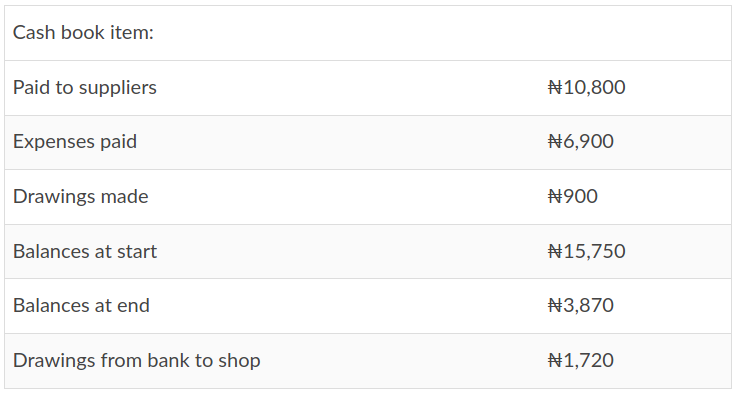 Cash book item:
Paid to suppliers ₦10,800
Expenses paid ₦6,900
Drawings made ₦900
Balances at start ₦15,750
Balances at end ₦3,870
Drawings from bank to shop ₦1,720